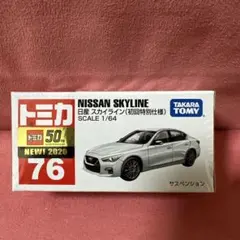 トミカ
トミカ 50th
NEW! 2020
76
NISSAN SKYLINE
日産 スカイライン(初回特別仕様)
SCALE 1/64
TAKARA
TOMY
サスペンション